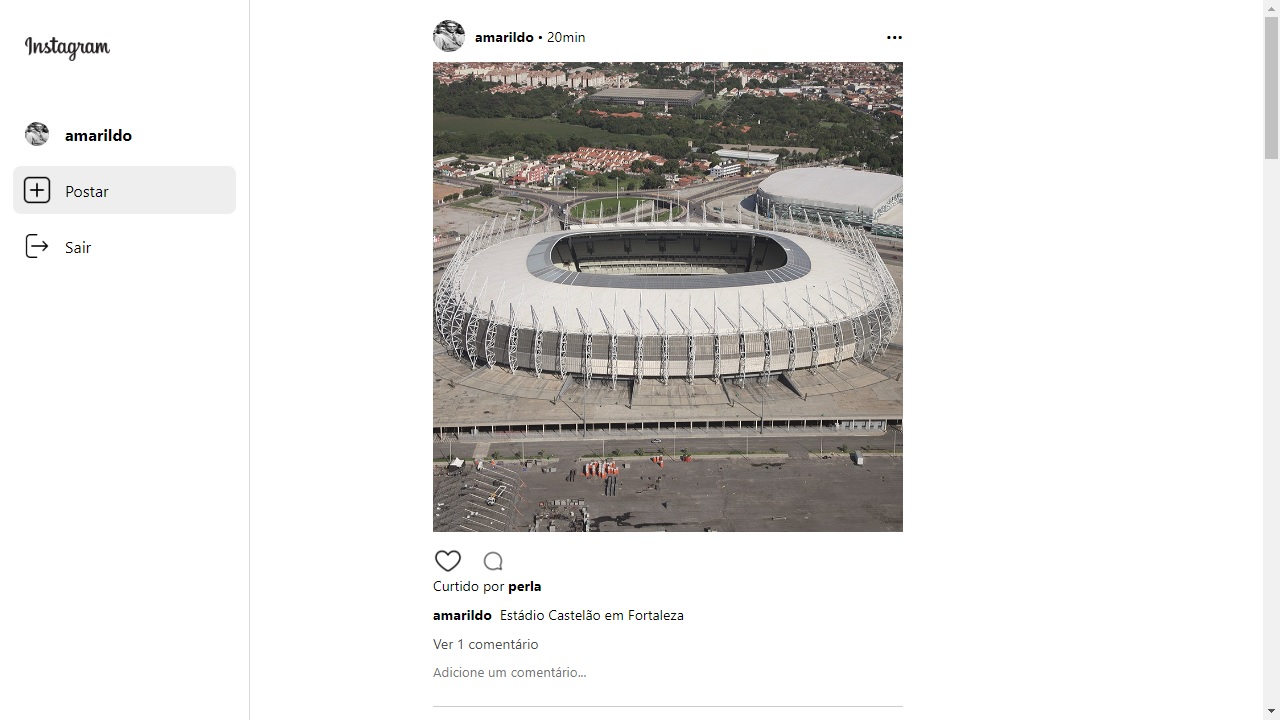 Instagram
amarildo
Postar
Sair
amarildo • 20min
Curtido por perla
amarildo Estádio Castelão em Fortaleza
Ver 1 comentário
Adicione um comentário...